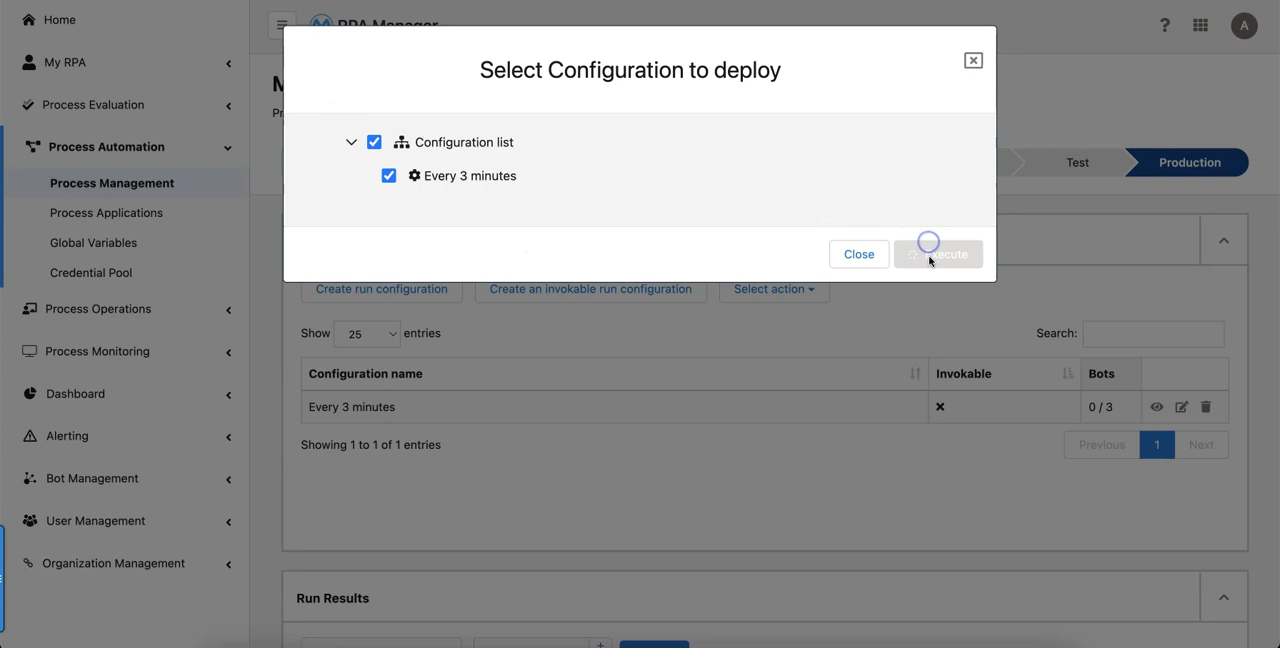 Home
RPA Manager
?
A
My RPA
Process Evaluation
Process Automation
Process Management
Process Applications
Global Variables
Credential Pool
Process Operations
Process Monitoring
Dashboard
Alerting
Bot Management
User Management
Organization Management
Select Configuration to deploy
Configuration list
Every 3 minutes
Close
Test
Production
Create run configuration
Create an invokable run configuration
Select action
Show 25 entries
Search:
Configuration name Invokable Bots
Every 3 minutes 0 / 3
Showing 1 to 1 of 1 entries
Previous 1 Next
Run Results